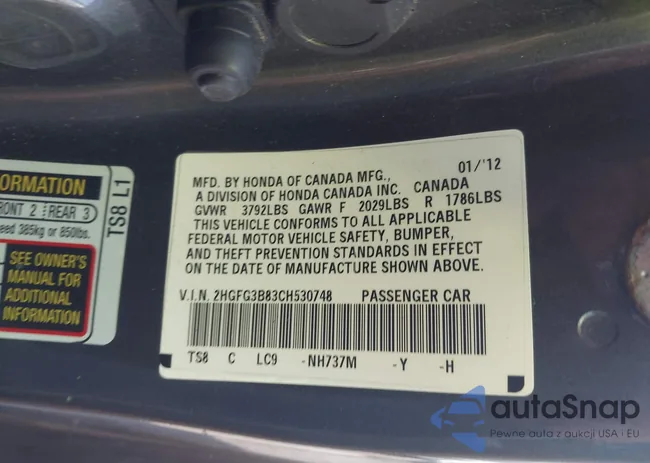 ORMATION
RONT 2 REAR 3
eed 385kg or 850lbs.
SEE OWNER'S
MANUAL FOR
ADDITIONAL
INFORMATION
TS8 L1
MFD. BY HONDA OF CANADA MFG., 01/'12
A DIVISION OF HONDA CANADA INC. CANADA
GVWR 3792LBS GAWR F 2029LBS R 1786LBS
THIS VEHICLE CONFORMS TO ALL APPLICABLE
FEDERAL MOTOR VEHICLE SAFETY, BUMPER,
AND THEFT PREVENTION STANDARDS IN EFFECT
ON THE DATE OF MANUFACTURE SHOWN ABOVE.
V.I.N. 2HGFG3B83CH530748 PASSENGER CAR
TS8 C LC9 -NH737M -Y -H
autaSnap
Pewne auta z aukcji USA i EU